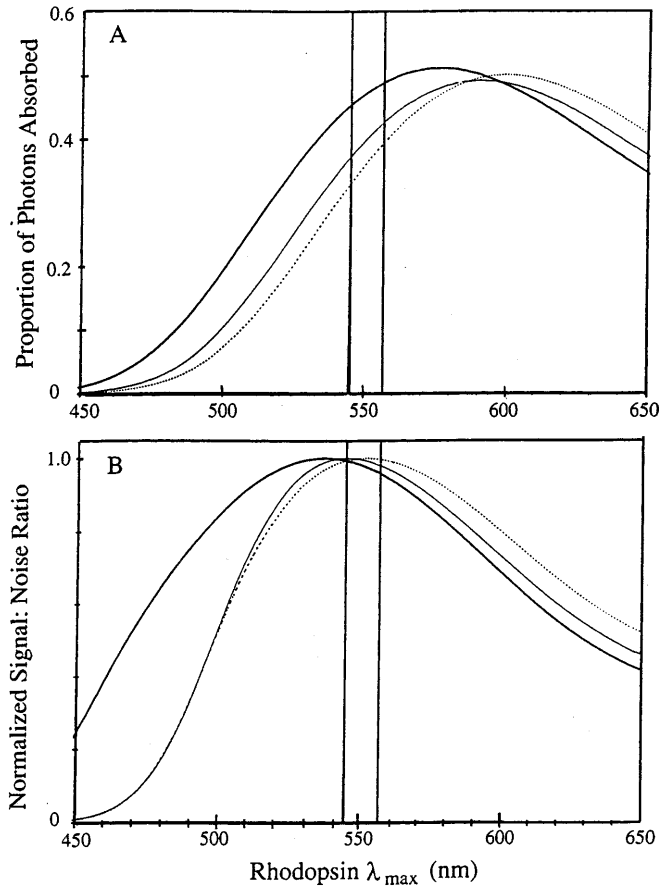 A
Proportion of Photons Absorbed
0.6
0.4
0.2
0
450 500 550 600 650
B
Normalized Signal: Noise Ratio
1.0
0
450 500 550 600 650
Rhodopsin λmax (nm)